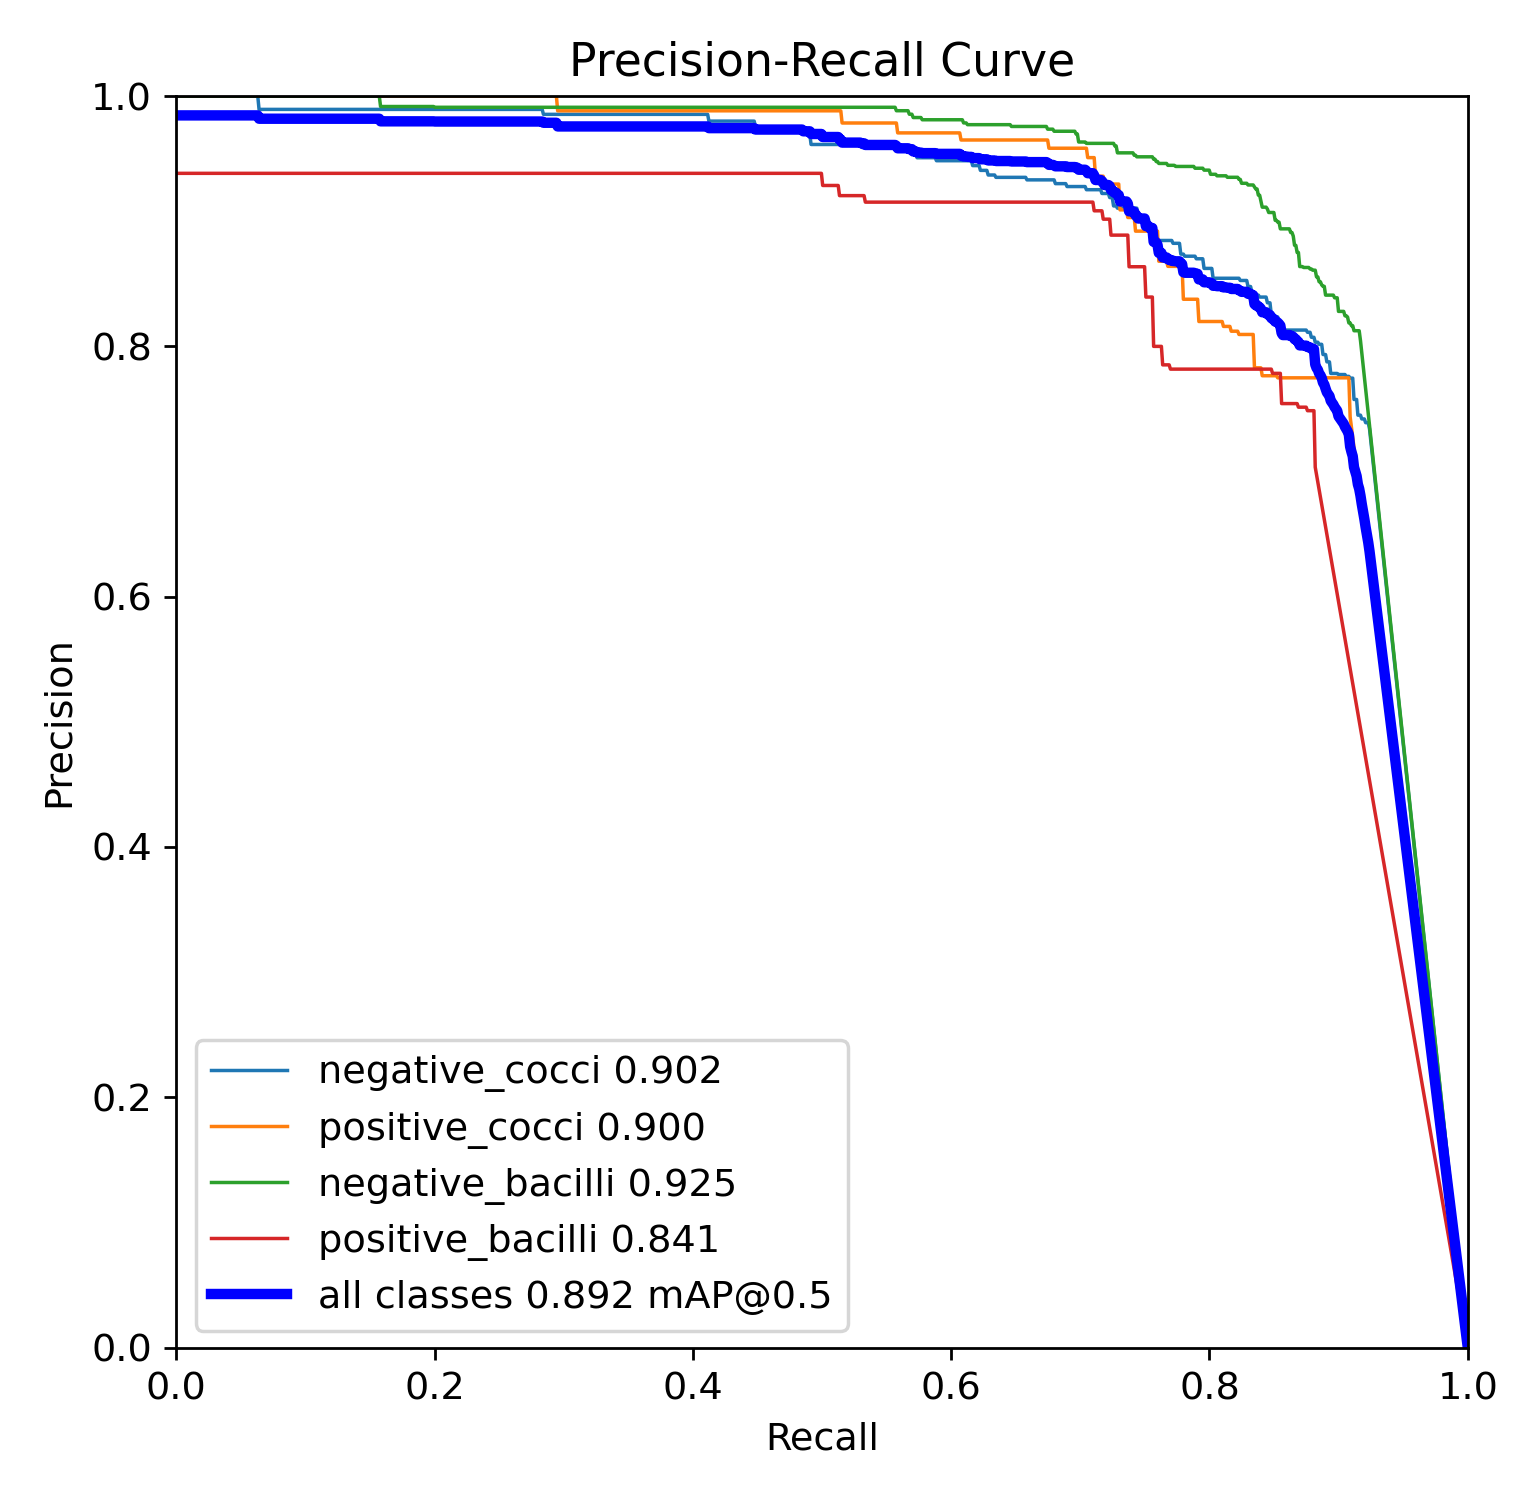 Precision-Recall Curve
1.0
0.8
0.6
0.4
0.2
0.0
Precision
negative_cocci 0.902
positive_cocci 0.900
negative_bacilli 0.925
positive_bacilli 0.841
all classes 0.892 mAP@0.5
0.0 0.2 0.4 0.6 0.8 1.0
Recall